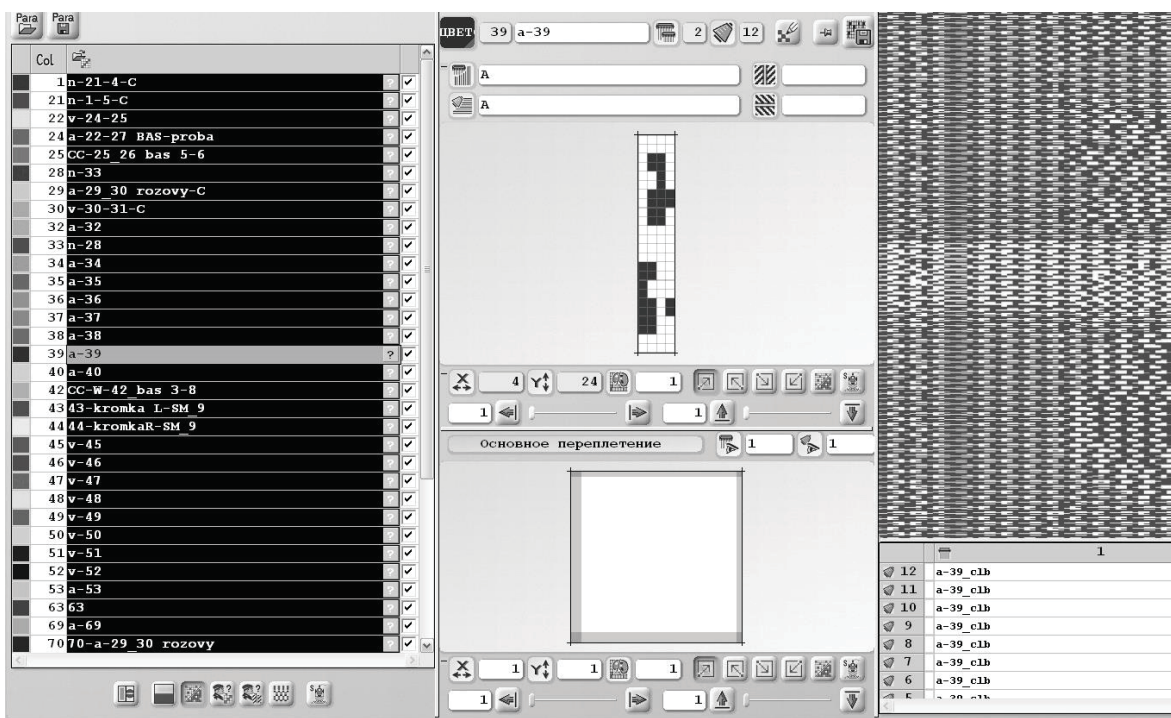 Para Para
Col
1 n-21-4-C
21 n-1-5-C
22 v-24-25
24 a-22-27 BAS-proba
25 CC-25_26 bas 5-6
28 n-33
29 a-29_30 rozovy-C
30 v-30-31-C
32 a-32
33 n-28
34 a-34
35 a-35
36 a-36
37 a-37
38 a-38
39 a-39 ?
40 a-40
42 CC-W-42_bas 3-8
43 43-kromka L-SM_9
44 44-kromkaR-SM_9
45 v-45
46 v-46
47 v-47
48 v-48
49 v-49
50 v-50
51 v-51
52 v-52
53 a-53
63 63
69 a-69
70 70-a-29_30 rozovy
ЦВЕТ 39 a-39 2 12
A
A
X 4 Y 24 1
1 1
Основное переплетение 1 1
X 1 Y 1 1
1 1
1
12 a-39_clb
11 a-39_clb
10 a-39_clb
9 a-39_clb
8 a-39_clb
7 a-39_clb
6 a-39_clb
5 a-39_clb